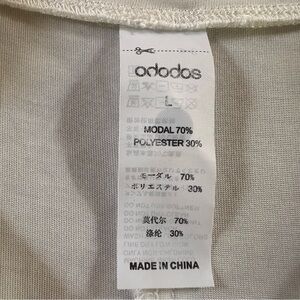 ododos
L
MODAL 70%
POLYESTER 30%
モーダル 70%
ポリエステル 30%
莫代尔 70%
涤纶 30%
MADE IN CHINA